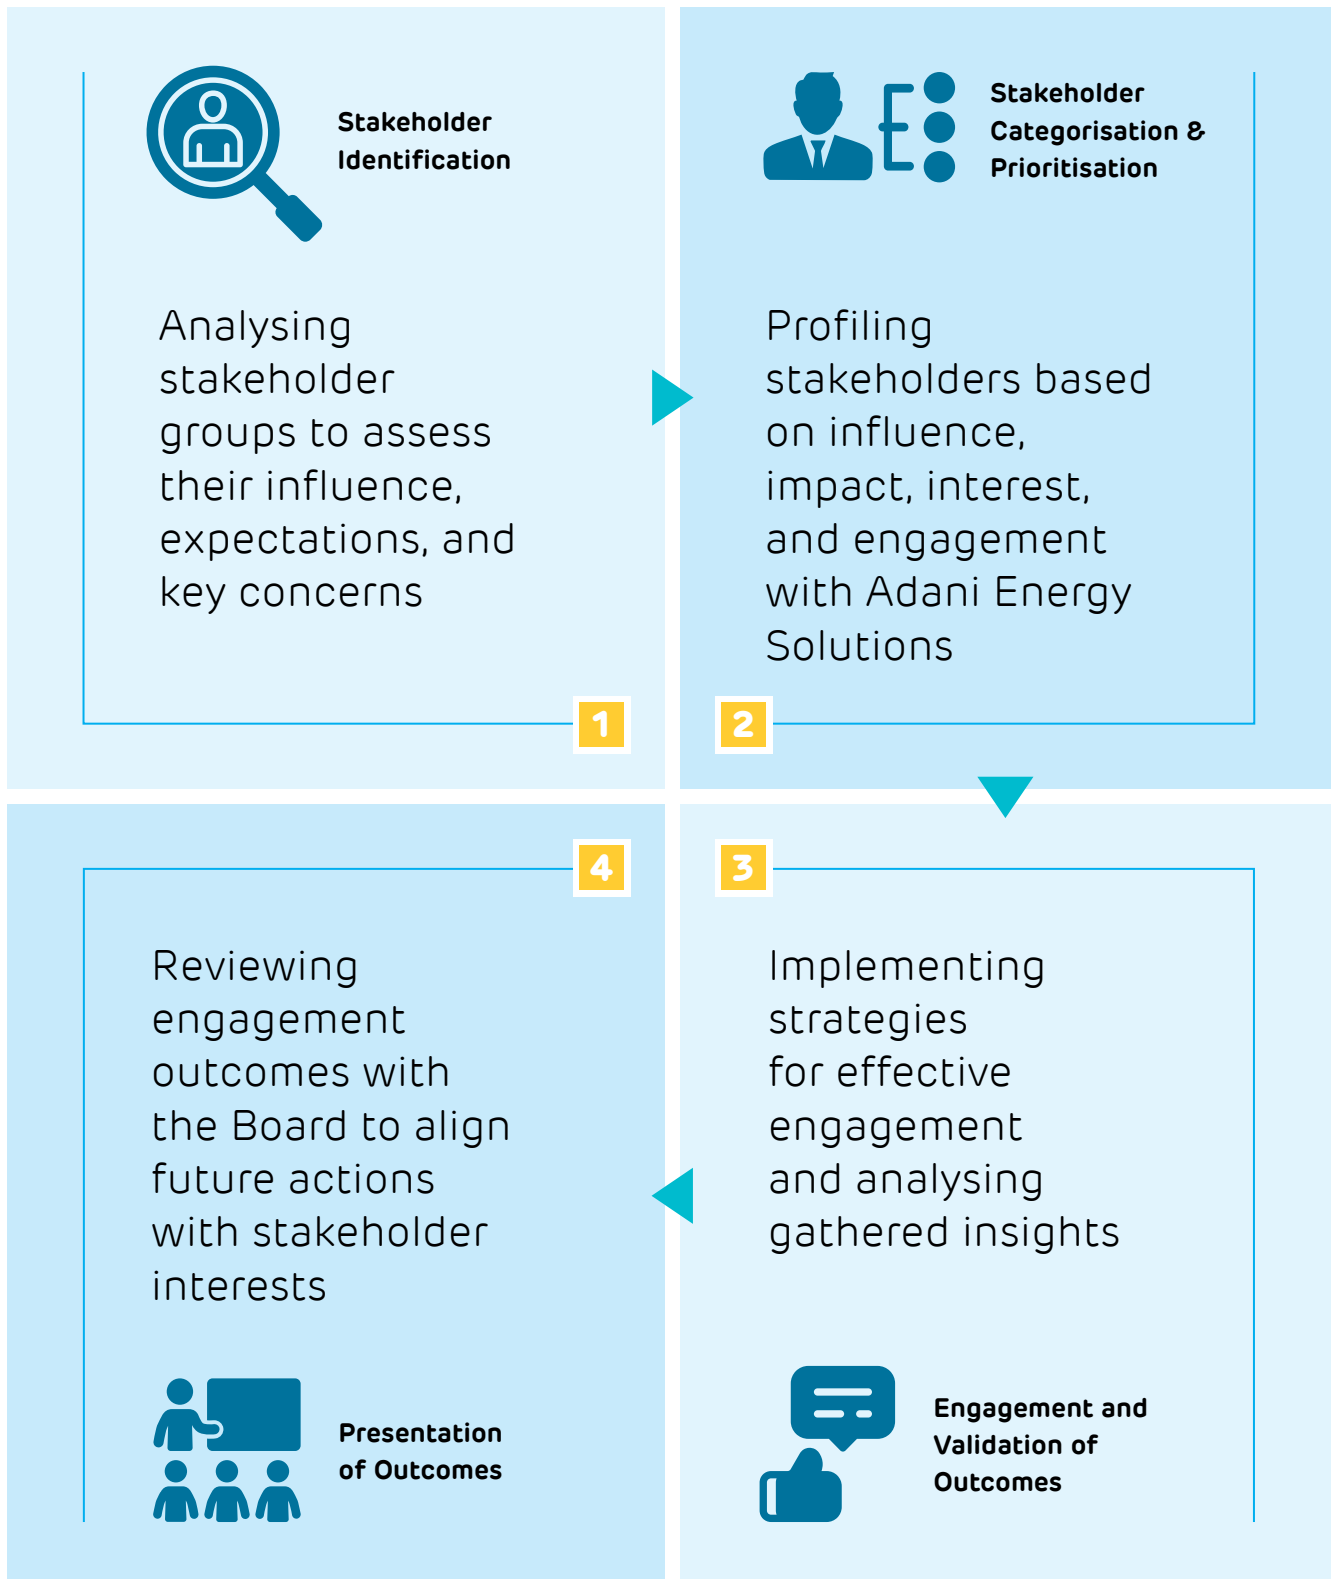 Stakeholder
Identification
Analysing
stakeholder
groups to assess
their influence,
expectations, and
key concerns
1
Stakeholder
Categorisation &
Prioritisation
Profiling
stakeholders based
on influence,
impact, interest,
and engagement
with Adani Energy
Solutions
2
3
Implementing
strategies
for effective
engagement
and analysing
gathered insights
Engagement and
Validation of
Outcomes
4
Reviewing
engagement
outcomes with
the Board to align
future actions
with stakeholder
interests
Presentation
of Outcomes